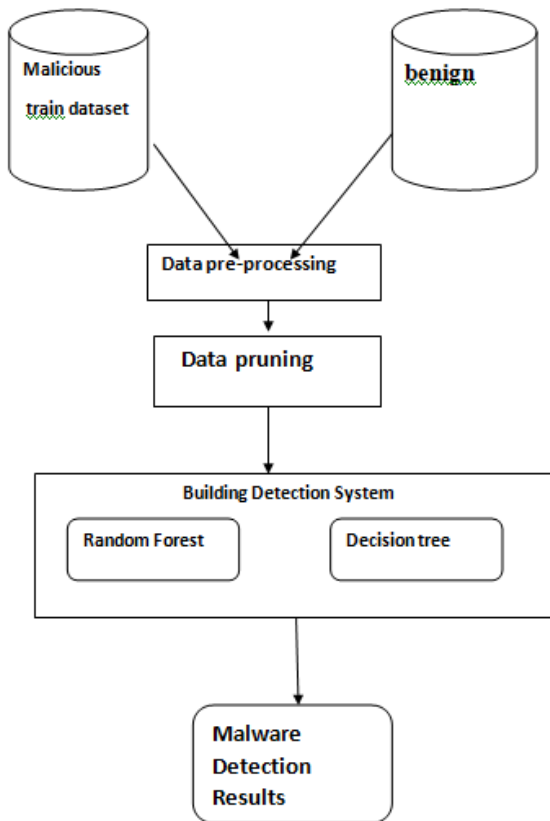 Malicious
train dataset
benign
Data pre-processing
Data pruning
Building Detection System
Random Forest
Decision tree
Malware
Detection
Results